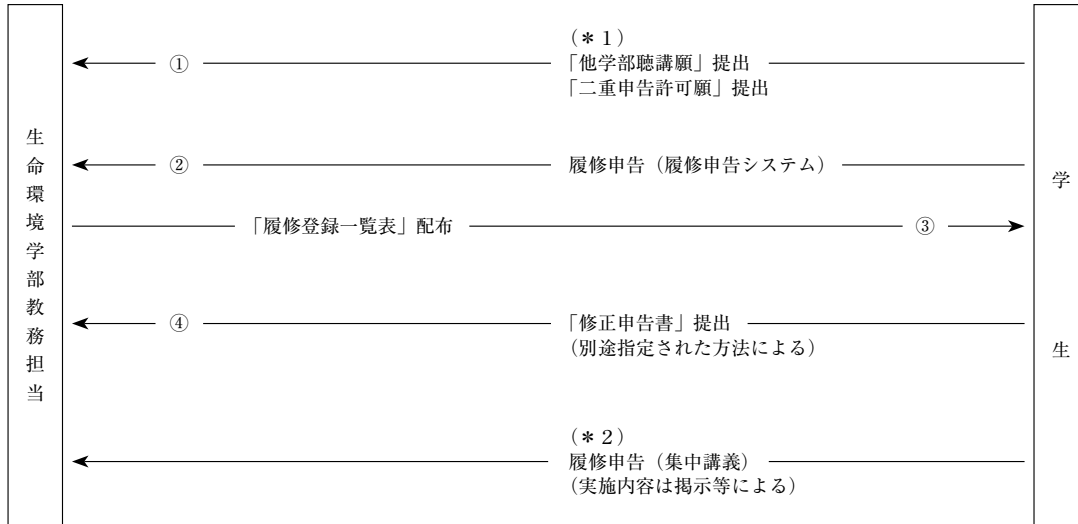 生命環境学部教務担当
(＊1)
①
「他学部聴講願」提出
「二重申告許可願」提出
②
履修申告（履修申告システム）
「履修登録一覧表」配布
③
④
「修正申告書」提出
（別途指定された方法による）
(＊2)
履修申告（集中講義）
（実施内容は掲示等による）
学生